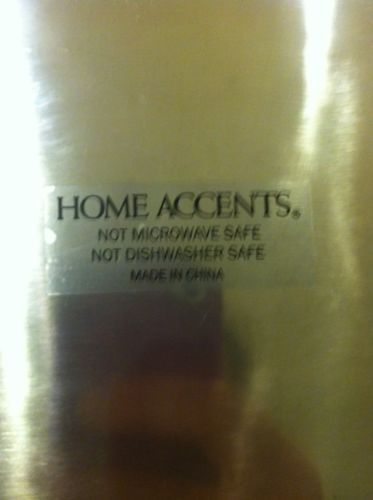 HOME ACCENTS®
NOT MICROWAVE SAFE
NOT DISHWASHER SAFE
MADE IN CHINA